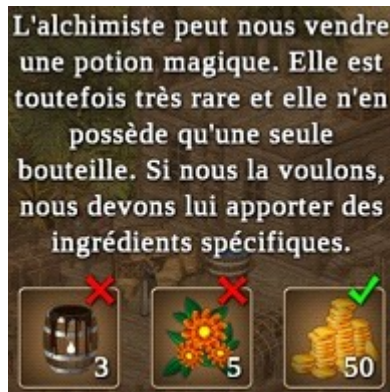 L'alchimiste peut nous vendre
une potion magique. Elle est
toutefois très rare et elle n'en
possède qu'une seule
bouteille. Si nous la voulons,
nous devons lui apporter des
ingrédients spécifiques.
3 5 50